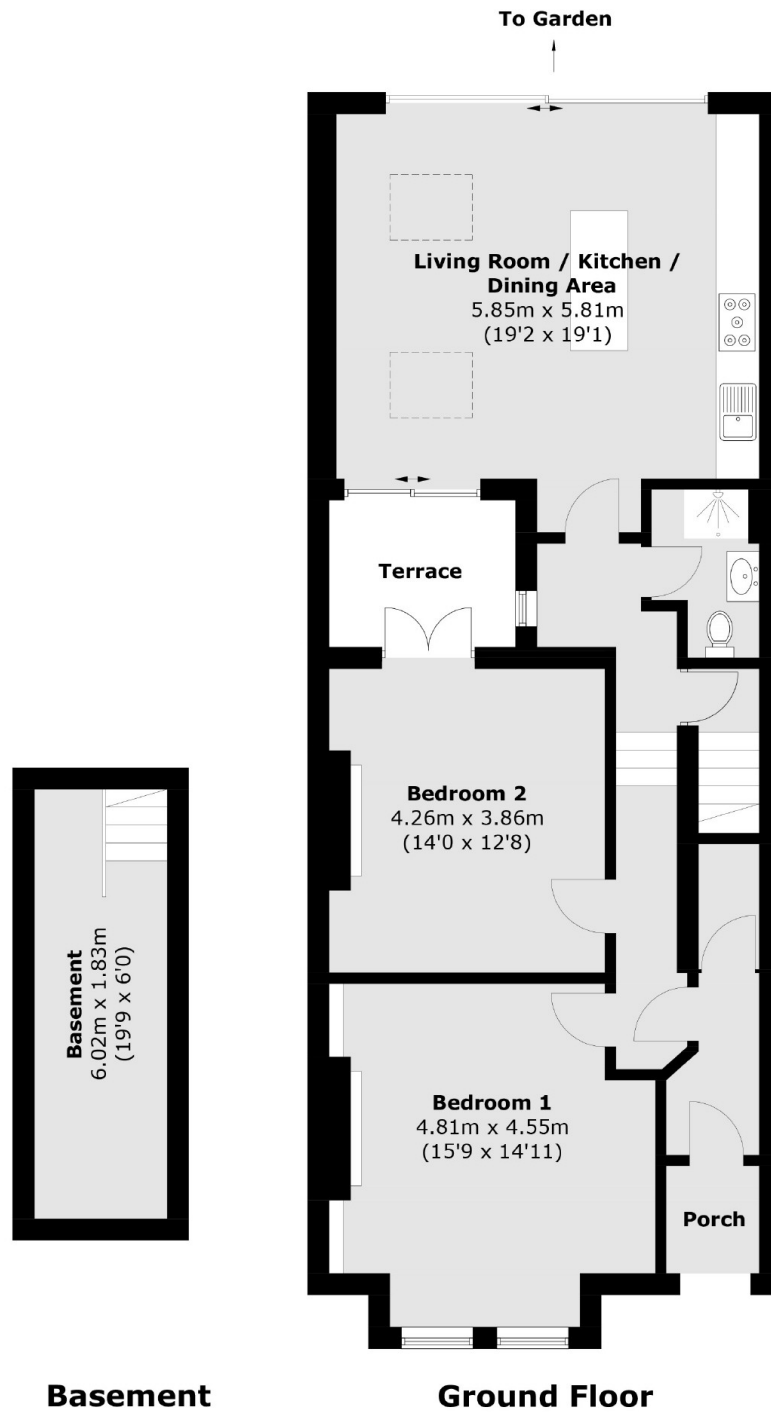 To Garden
Living Room / Kitchen /
Dining Area
5.85m x 5.81m
(19'2 x 19'1)
Terrace
Bedroom 2
4.26m x 3.86m
(14'0 x 12'8)
Basement
6.02m x 1.83m
(19'9 x 6'0)
Bedroom 1
4.81m x 4.55m
(15'9 x 14'11)
Porch
Basement
Ground Floor